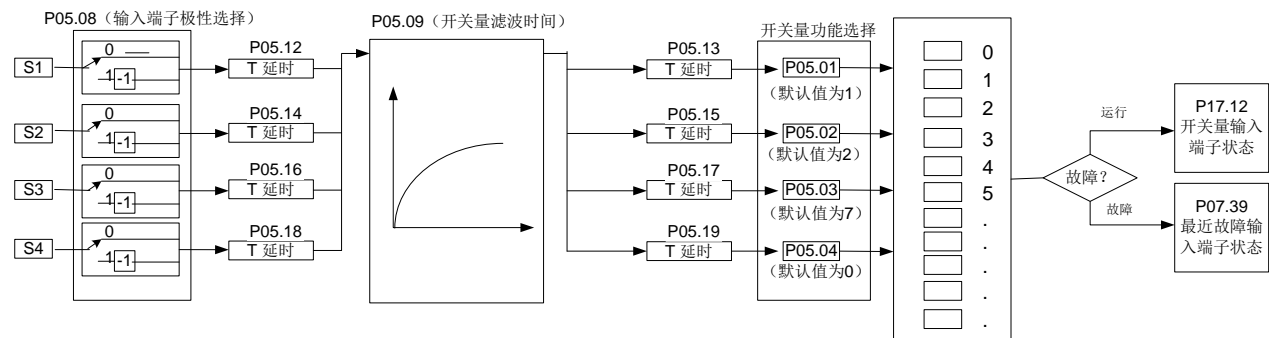 P05.08（输入端子极性选择）
P05.09（开关量滤波时间）
开关量功能选择
S1
0
1
-1
P05.12
T 延时
P05.13
T 延时
P05.01
（默认值为1）
S2
0
1
-1
P05.14
T 延时
P05.15
T 延时
P05.02
（默认值为2）
S3
0
1
-1
P05.16
T 延时
P05.17
T 延时
P05.03
（默认值为7）
S4
0
1
-1
P05.18
T 延时
P05.19
T 延时
P05.04
（默认值为0）
0
1
2
3
4
5
.
.
.
.
.
故障？
运行
故障
P17.12
开关量输入
端子状态
P07.39
最近故障输
入端子状态